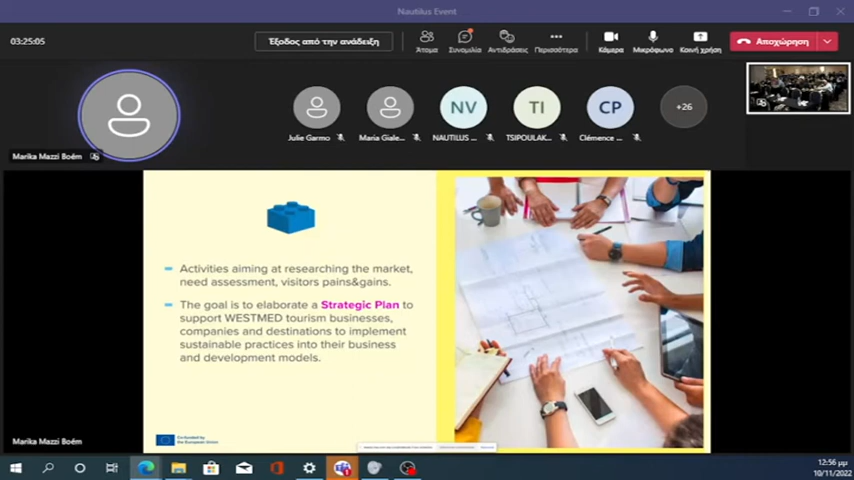 Nautilus Event
03:25:05
Έξοδος από την ανάδειξη
Άτομα
Συνομιλία
Αντιδράσεις
Περισσότερα
Κάμερα
Μικρόφωνο
Κοινή χρήση
Αποχώρηση
NV
TI
CP
+26
Julie Garmo
Maria Giale...
NAUTILUS ...
TSIPOULAK...
Clémence ...
Marika Mazzi Boém
Activities aiming at researching the market,
need assessment, visitors pains&gains.
The goal is to elaborate a Strategic Plan to
support WESTMED tourism businesses,
companies and destinations to implement
sustainable practices into their business
and development models.
Co-funded by
the European Union
Marika Mazzi Boém
12:56 μμ
10/11/2022